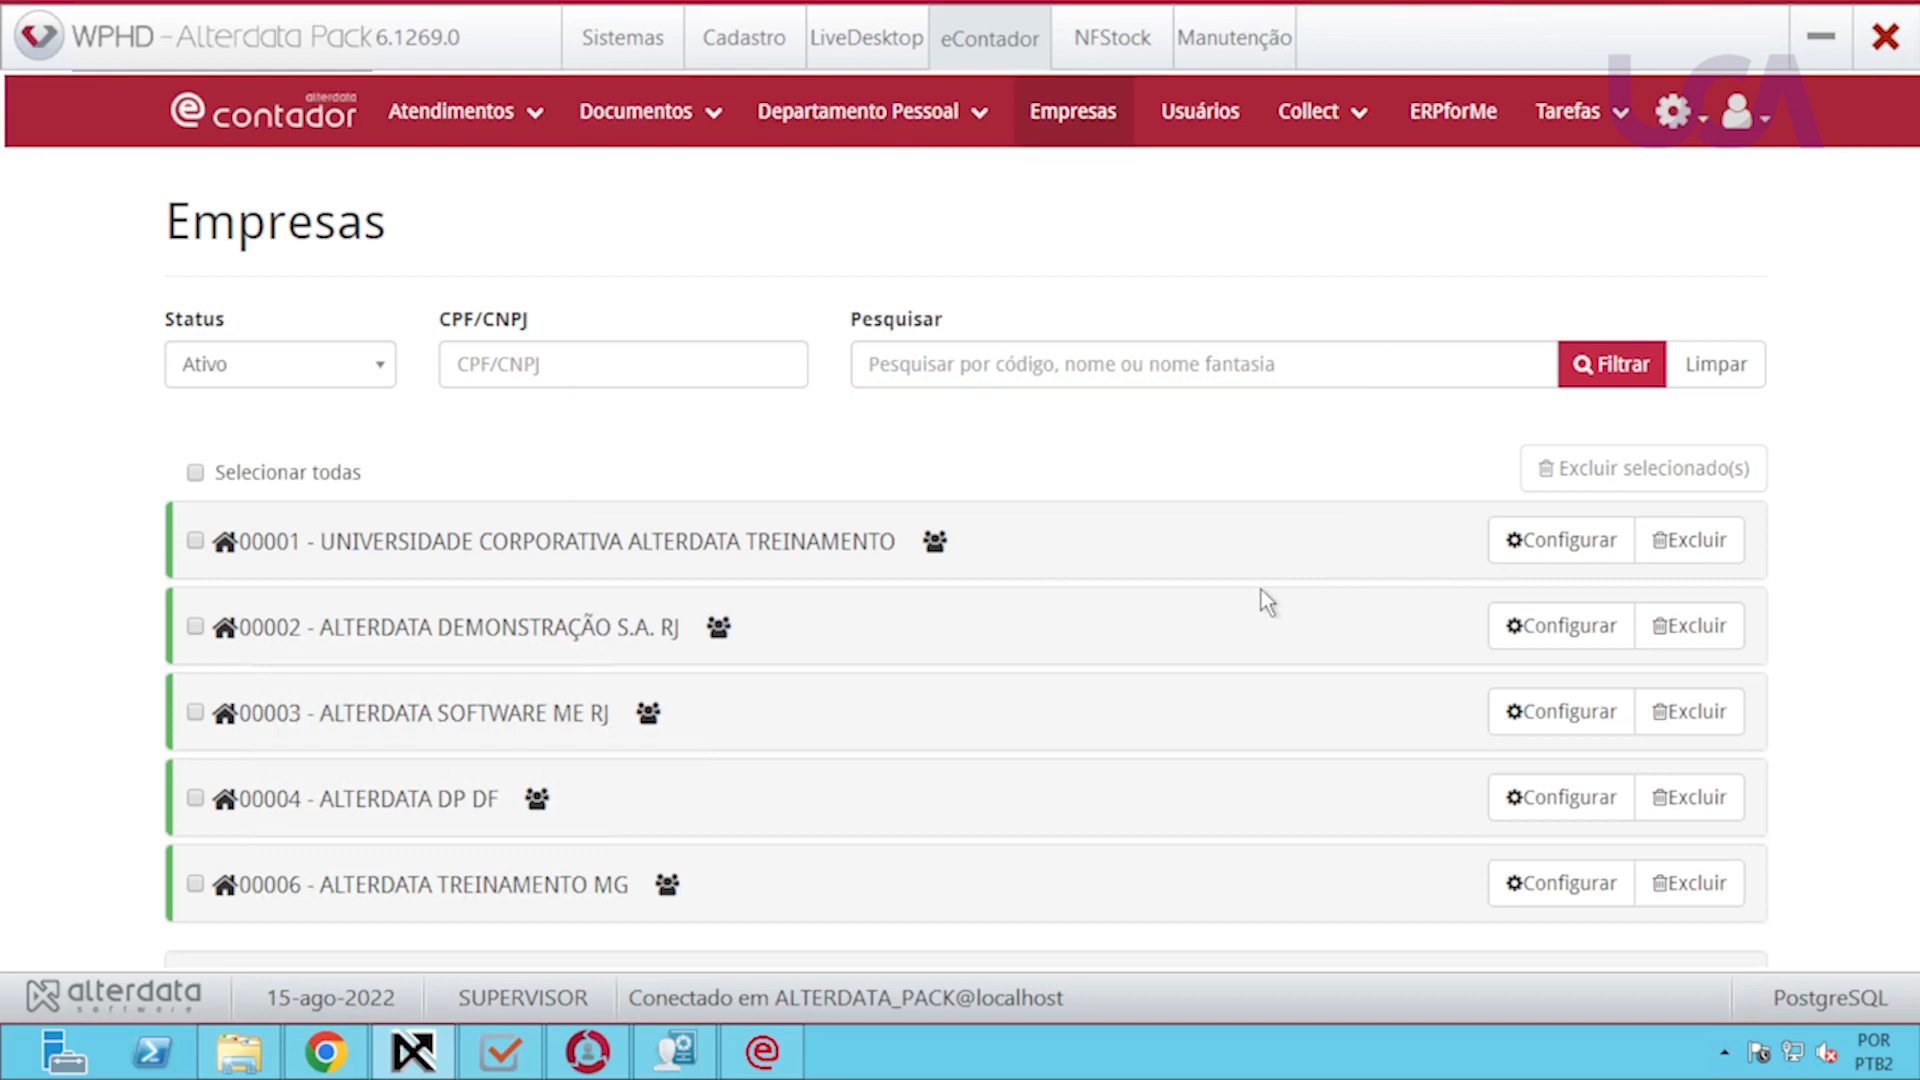 WPHD - Alterdata Pack 6.1269.0
Sistemas
Cadastro
LiveDesktop
eContador
NFStock
Manutenção
UCA
alterdata
e contador
Atendimentos
Documentos
Departamento Pessoal
Empresas
Usuários
Collect
ERPforMe
Tarefas
Empresas
Status
CPF/CNPJ
Pesquisar
Ativo
CPF/CNPJ
Pesquisar por código, nome ou nome fantasia
Filtrar
Limpar
Selecionar todas
Excluir selecionado(s)
00001 - UNIVERSIDADE CORPORATIVA ALTERDATA TREINAMENTO
Configurar
Excluir
00002 - ALTERDATA DEMONSTRAÇÃO S.A. RJ
Configurar
Excluir
00003 - ALTERDATA SOFTWARE ME RJ
Configurar
Excluir
00004 - ALTERDATA DP DF
Configurar
Excluir
00006 - ALTERDATA TREINAMENTO MG
Configurar
Excluir
alterdata
software
15-ago-2022
SUPERVISOR
Conectado em ALTERDATA_PACK@localhost
PostgreSQL
POR
PTB2